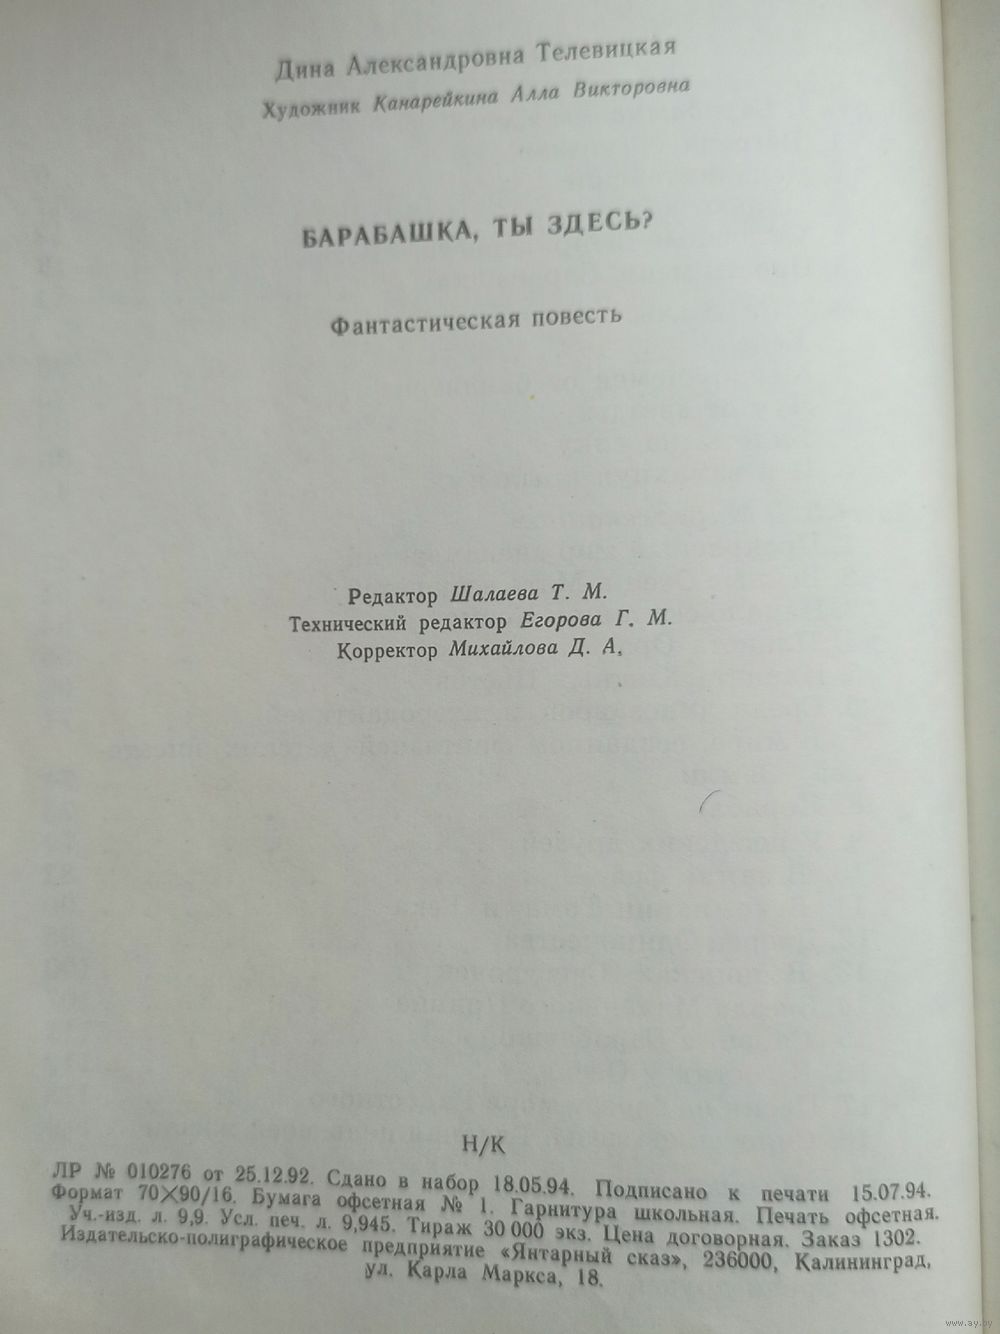 Дина Александровна Телевицкая
Художник Канарейкина Алла Викторовна
БАРАБАШКА, ТЫ ЗДЕСЬ?
Фантастическая повесть
Редактор Шалаева Т. М.
Технический редактор Егорова Г. М.
Корректор Михайлова Д. А.
Н/К
ЛР № 010276 от 25.12.92. Сдано в набор 18.05.94. Подписано к печати 15.07.94.
Формат 70×90/16. Бумага офсетная № 1. Гарнитура школьная. Печать офсетная.
Уч.-изд. л. 9,9. Усл. печ. л. 9,945. Тираж 30 000 экз. Цена договорная. Заказ 1302.
Издательско-полиграфическое предприятие «Янтарный сказ», 236000, Калининград,
ул. Карла Маркса, 18.
www.ay.by